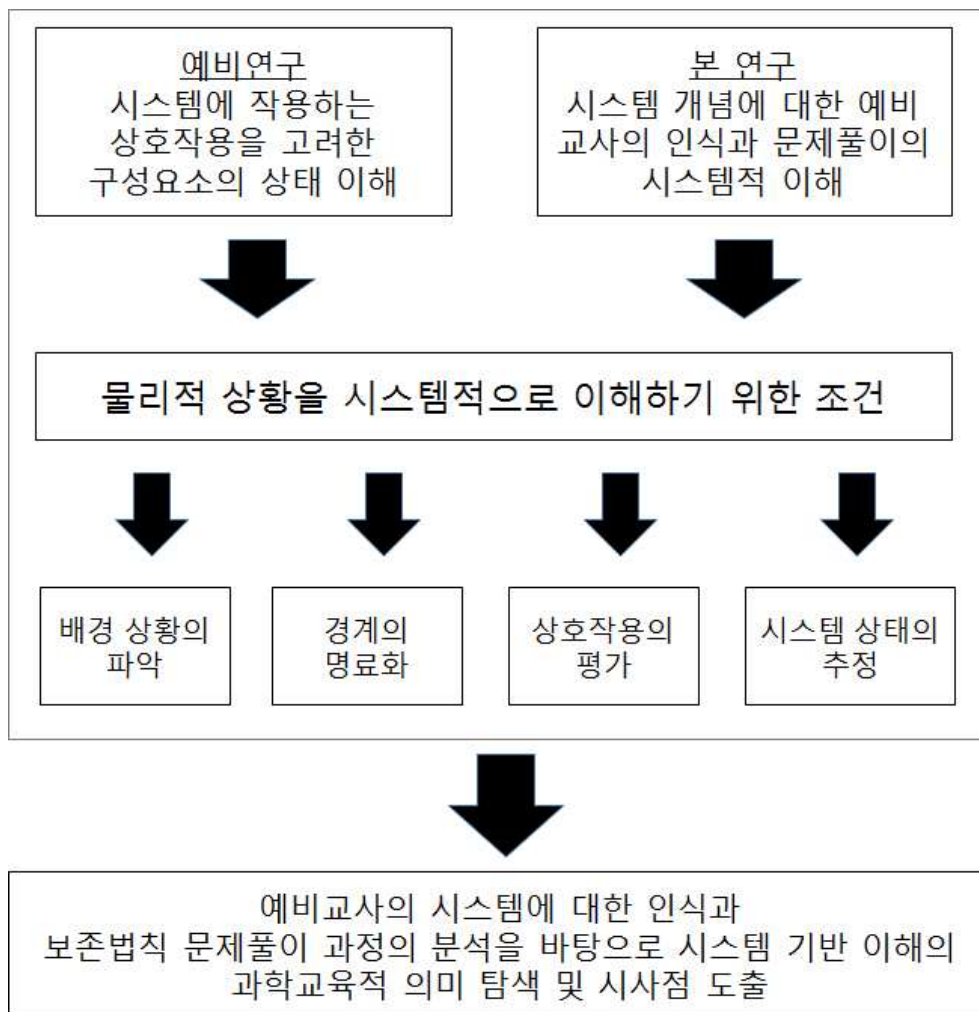 예비연구
시스템에 작용하는
상호작용을 고려한
구성요소의 상태 이해
본 연구
시스템 개념에 대한 예비
교사의 인식과 문제풀이의
시스템적 이해
물리적 상황을 시스템적으로 이해하기 위한 조건
배경 상황의
파악
경계의
명료화
상호작용의
평가
시스템 상태의
추정
예비교사의 시스템에 대한 인식과
보존법칙 문제풀이 과정의 분석을 바탕으로 시스템 기반 이해의
과학교육적 의미 탐색 및 시사점 도출